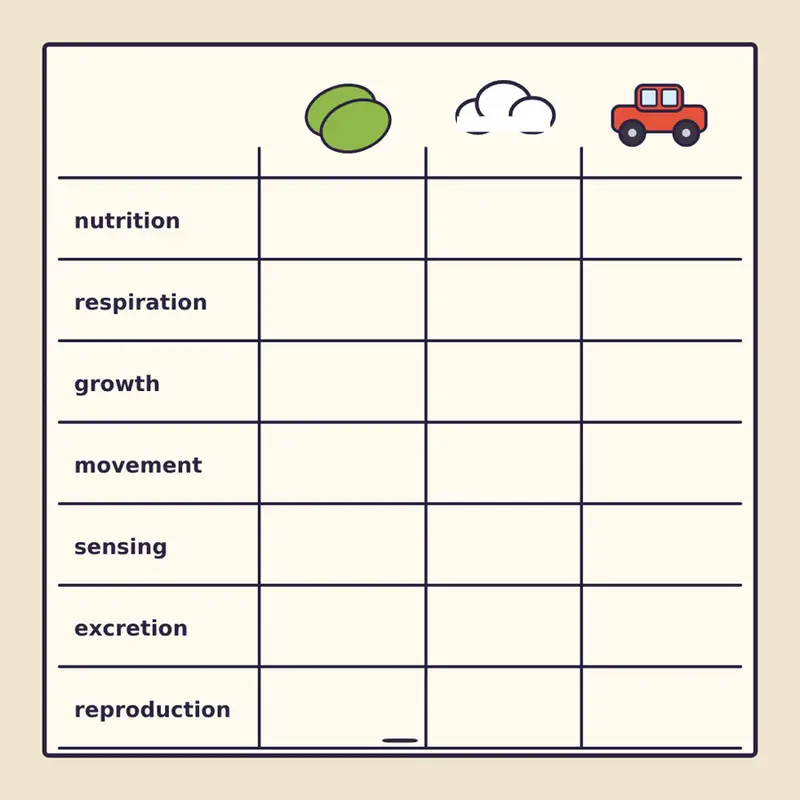 nutrition
respiration
growth
movement
sensing
excretion
reproduction